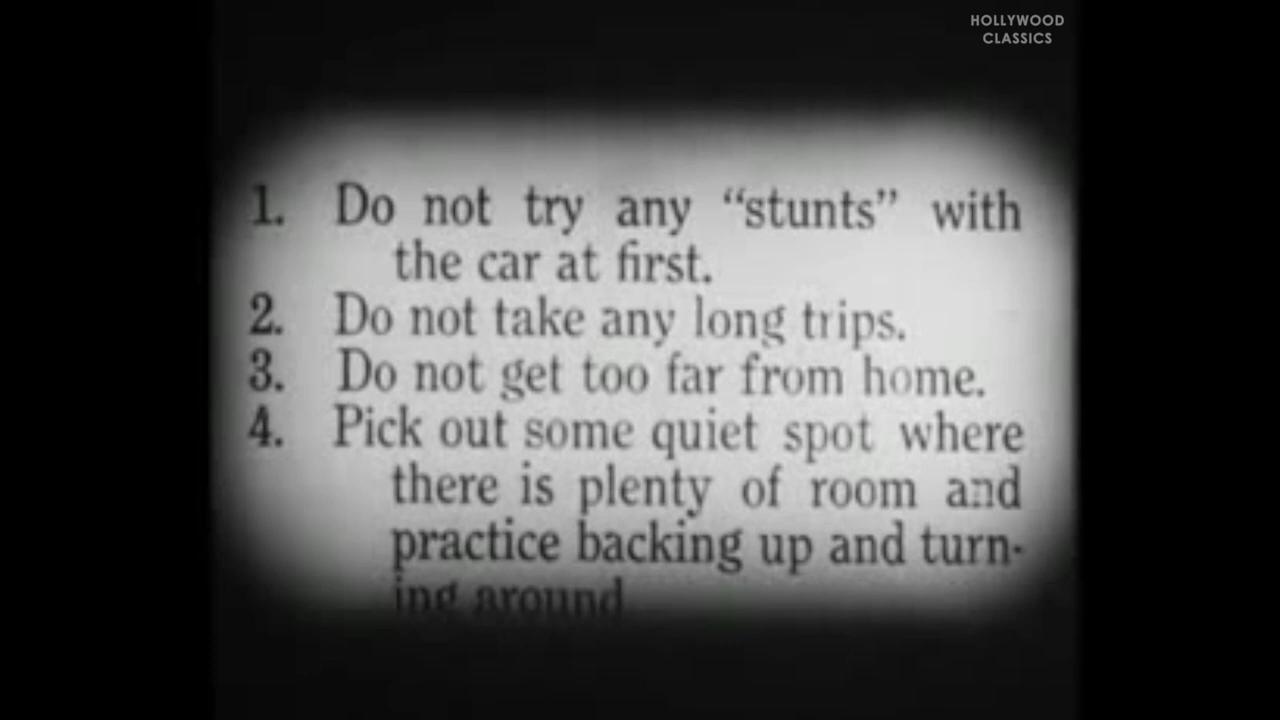 HOLLYWOOD
CLASSICS
1. Do not try any “stunts” with
the car at first.
2. Do not take any long trips.
3. Do not get too far from home.
4. Pick out some quiet spot where
there is plenty of room and
practice backing up and turn-
ing around